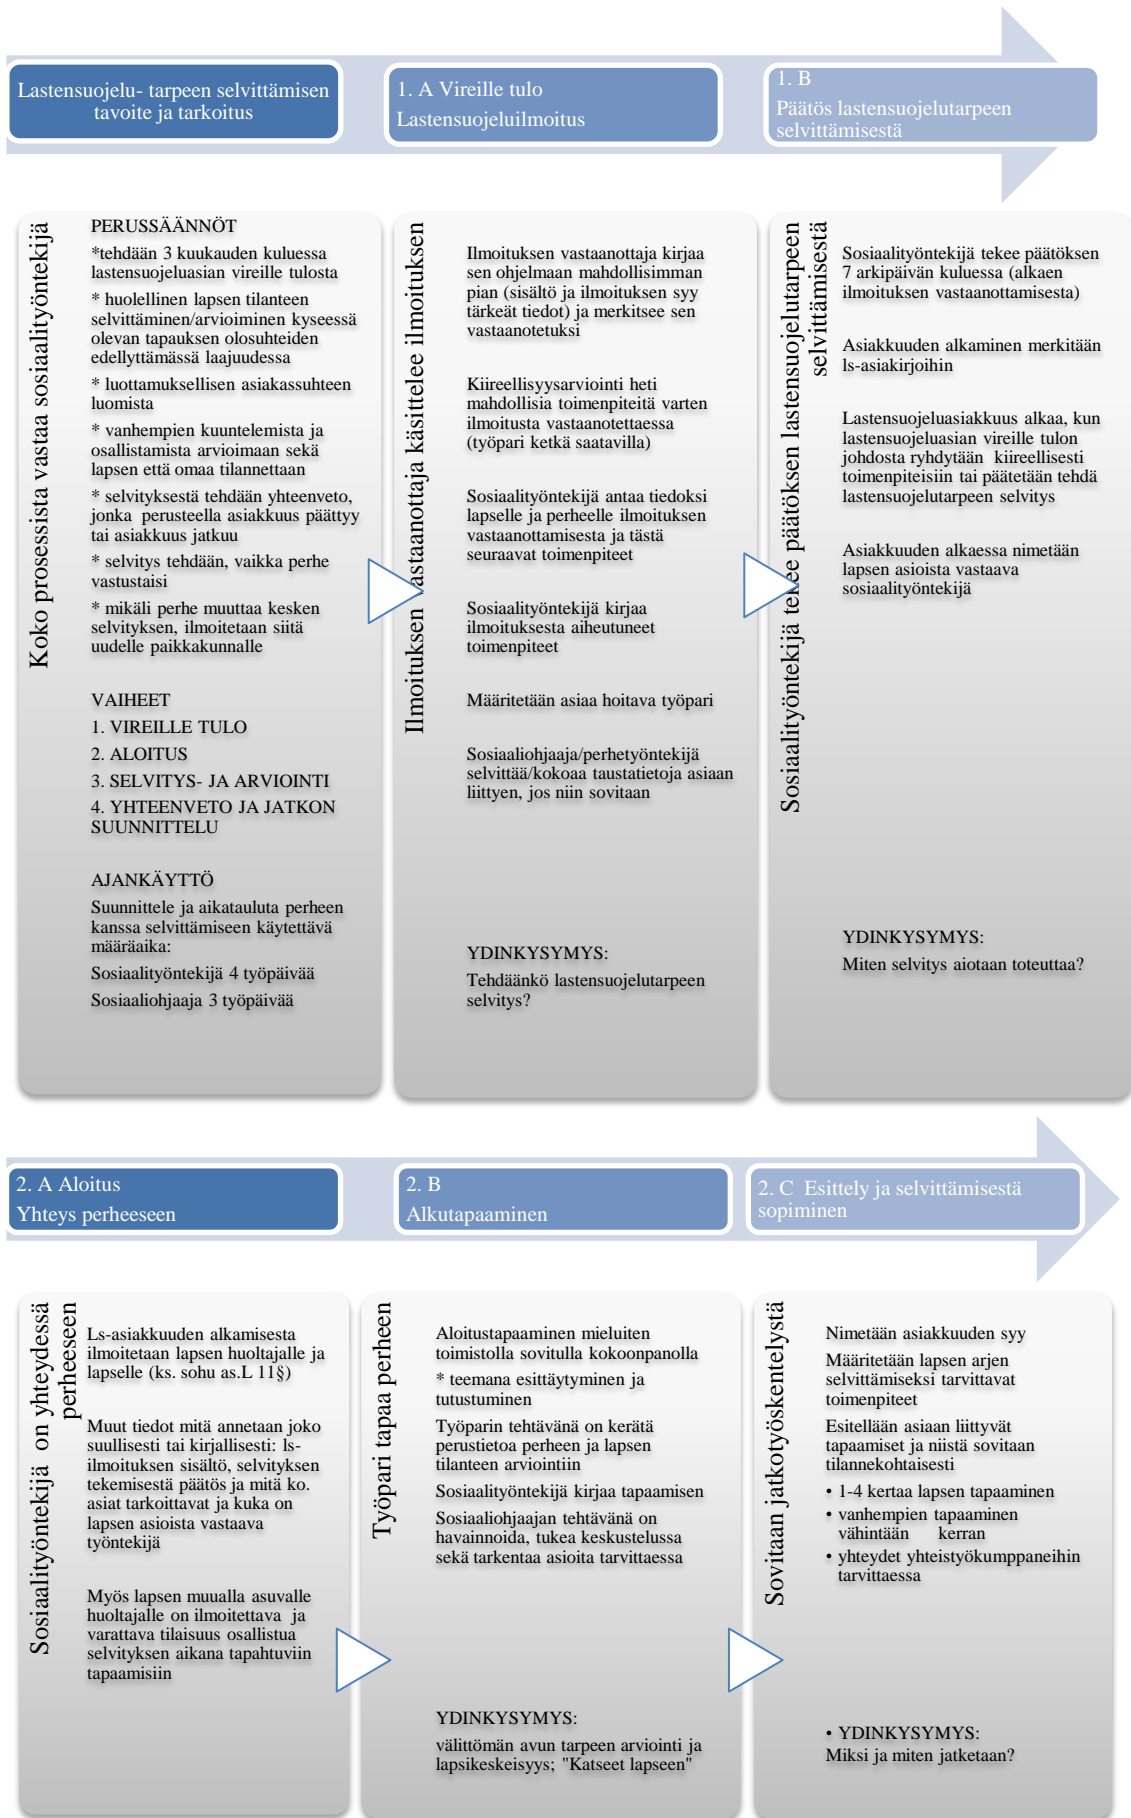 Lastensuojelu- tarpeen selvittämisen
tavoite ja tarkoitus
1. A Vireille tulo
Lastensuojeluilmoitus
1. B
Päätös lastensuojelutarpeen
selvittämisestä
Koko prosessista vastaa sosiaalityöntekijä
PERUSSÄÄNNÖT
*tehdään 3 kuukauden kuluessa
lastensuojeluasian vireille tulosta
* huolellinen lapsen tilanteen
selvittäminen/arvioiminen kyseessä
olevan tapauksen olosuhteiden
edellyttämässä laajuudessa
* luottamuksellisen asiakassuhteen
luomista
* vanhempien kuuntelemista ja
osallistamista arvioimaan sekä
lapsen että omaa tilannettaan
* selvityksestä tehdään yhteenveto,
jonka perusteella asiakkuus päättyy
tai asiakkuus jatkuu
* selvitys tehdään, vaikka perhe
vastustaisi
* mikäli perhe muuttaa kesken
selvityksen, ilmoitetaan siitä
uudelle paikkakunnalle
VAIHEET
1. VIREILLE TULO
2. ALOITUS
3. SELVITYS- JA ARVIOINTI
4. YHTEENVETO JA JATKON
SUUNNITTELU
AJANKÄYTTÖ
Suunnittele ja aikatauluta perheen
kanssa selvittämiseen käytettävä
määräaika:
Sosiaalityöntekijä 4 työpäivää
Sosiaaliohjaaja 3 työpäivää
Ilmoituksen vastaanottaja käsittelee ilmoituksen
Ilmoituksen vastaanottaja kirjaa
sen ohjelmaan mahdollisimman
pian (sisältö ja ilmoituksen syy
tärkeät tiedot) ja merkitsee sen
vastaanotetuksi
Kiireellisyysarviointi heti
mahdollisia toimenpiteitä varten
ilmoitusta vastaanotettaessa
(työpari ketkä saatavilla)
Sosiaalityöntekijä antaa tiedoksi
lapselle ja perheelle ilmoituksen
vastaanottamisesta ja tästä
seuraavat toimenpiteet
Sosiaalityöntekijä kirjaa
ilmoituksesta aiheutuneet
toimenpiteet
Määritetään asiaa hoitava työpari
Sosiaaliohjaaja/perhetyöntekijä
selvittää/kokoaa taustatietoja asiaan
liittyen, jos niin sovitaan
YDINKYSYMYS:
Tehdäänkö lastensuojelutarpeen
selvitys?
Sosiaalityöntekijä tekee päätöksen lastensuojelutarpeen
selvittämisestä
Sosiaalityöntekijä tekee päätöksen
7 arkipäivän kuluessa (alkaen
ilmoituksen vastaanottamisesta)
Asiakkuuden alkaminen merkitään
ls-asiakirjoihin
Lastensuojeluasiakkuus alkaa, kun
lastensuojeluasian vireille tulon
johdosta ryhdytään  kiireellisesti
toimenpiteisiin tai päätetään tehdä
lastensuojelutarpeen selvitys
Asiakkuuden alkaessa nimetään
lapsen asioista vastaava
sosiaalityöntekijä
YDINKYSYMYS:
Miten selvitys aiotaan toteuttaa?
2. A Aloitus
Yhteys perheeseen
2. B
Alkutapaaminen
2. C  Esittely ja selvittämisestä
sopiminen
Sosiaalityöntekijä  on yhteydessä
perheeseen
Ls-asiakkuuden alkamisesta
ilmoitetaan lapsen huoltajalle ja
lapselle (ks. sohu as.L 11§)
Muut tiedot mitä annetaan joko
suullisesti tai kirjallisesti: ls-
ilmoituksen sisältö, selvityksen
tekemisestä päätös ja mitä ko.
asiat tarkoittavat ja kuka on
lapsen asioista vastaava
työntekijä
Myös lapsen muualla asuvalle
huoltajalle on ilmoitettava  ja
varattava tilaisuus osallistua
selvityksen aikana tapahtuviin
tapaamisiin
Työpari tapaa perheen
Aloitustapaaminen mieluiten
toimistolla sovitulla kokoonpanolla
* teemana esittäytyminen ja
tutustuminen
Työparin tehtävänä on kerätä
perustietoa perheen ja lapsen
tilanteen arviointiin
Sosiaalityöntekijä kirjaa tapaamisen
Sosiaaliohjaajan tehtävänä on
havainnoida, tukea keskustelussa
sekä tarkentaa asioita tarvittaessa
YDINKYSYMYS:
välittömän avun tarpeen arviointi ja
lapsikeskeisyys; "Katseet lapseen"
Sovitaan jatkotyöskentelystä
Nimetään asiakkuuden syy
Määritetään lapsen arjen
selvittämiseksi tarvittavat
toimenpiteet
Esitellään asiaan liittyvät
tapaamiset ja niistä sovitaan
tilannekohtaisesti
• 1-4 kertaa lapsen tapaaminen
• vanhempien tapaaminen
vähintään     kerran
• yhteydet yhteistyökumppaneihin
tarvittaessa
• YDINKYSYMYS:
Miksi ja miten jatketaan?